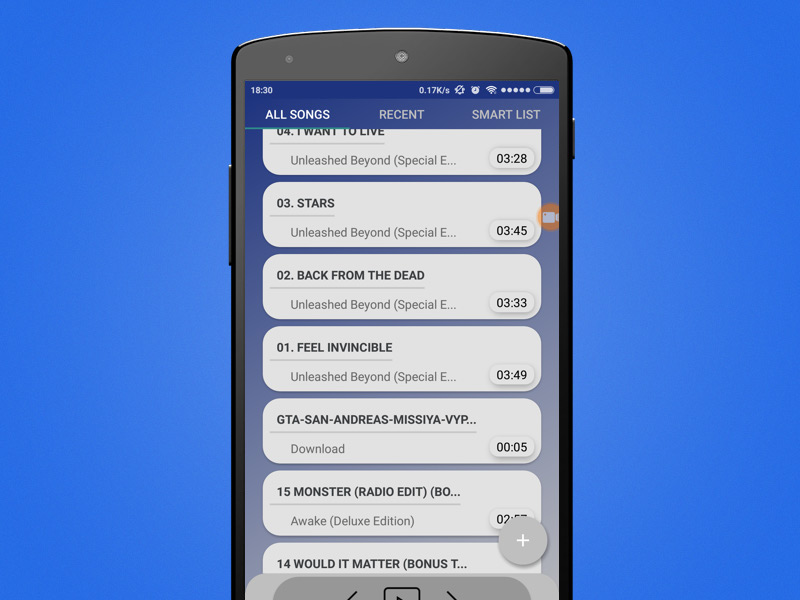 18:30 0.17K/s
ALL SONGS RECENT SMART LIST
04. I WANT TO LIVE
Unleashed Beyond (Special E... 03:28
03. STARS
Unleashed Beyond (Special E... 03:45
02. BACK FROM THE DEAD
Unleashed Beyond (Special E... 03:33
01. FEEL INVINCIBLE
Unleashed Beyond (Special E... 03:49
GTA-SAN-ANDREAS-MISSIYA-VYP...
Download 00:05
15 MONSTER (RADIO EDIT) (BO...
Awake (Deluxe Edition) 02:57
+
14 WOULD IT MATTER (BONUS T...